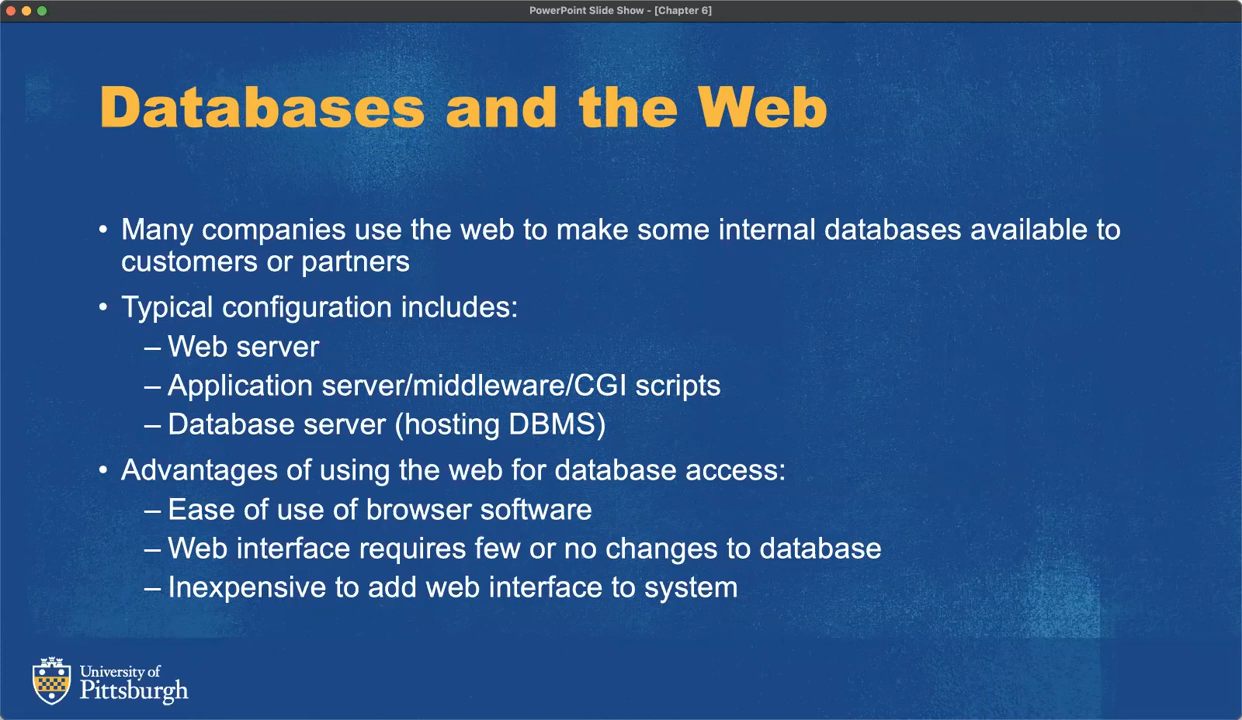 PowerPoint Slide Show - [Chapter 6]
Databases and the Web
• Many companies use the web to make some internal databases available to
customers or partners
• Typical configuration includes:
– Web server
– Application server/middleware/CGI scripts
– Database server (hosting DBMS)
• Advantages of using the web for database access:
– Ease of use of browser software
– Web interface requires few or no changes to database
– Inexpensive to add web interface to system
University of
Pittsburgh